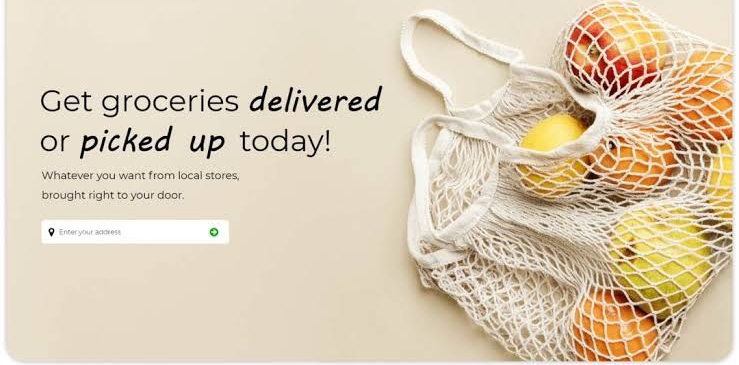 Get groceries delivered
or picked up today!
Whatever you want from local stores,
brought right to your door.
Enter your address